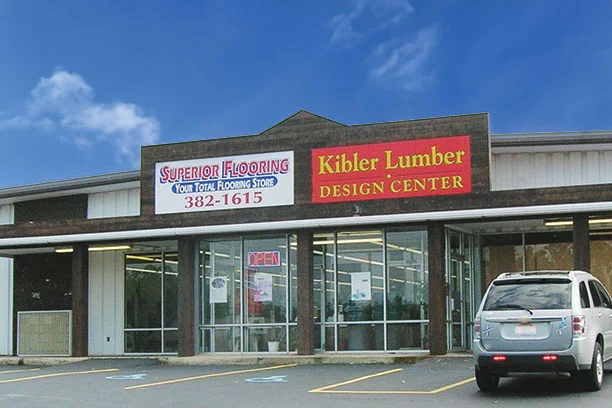 SUPERIOR FLOORING
YOUR TOTAL FLOORING STORE
382-1615
Kibler Lumber
DESIGN CENTER
OPEN